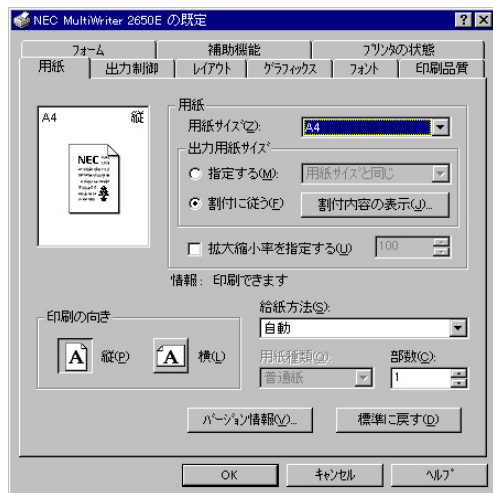 NEC MultiWriter 2650E の既定
フォーム 補助機能 プリンタの状態
用紙 出力制御 レイアウト グラフィックス フォント 印刷品質
A4 縦
NEC
用紙
用紙サイズ(Z): A4
出力用紙サイズ
指定する(M): 用紙サイズと同じ
割付に従う(F) 割付内容の表示(J)...
拡大縮小率を指定する(U) 100
情報: 印刷できます
印刷の向き
A 縦(P) A 横(L)
給紙方法(S):
自動
用紙種類(Q): 部数(C):
普通紙 1
バージョン情報(V)... 標準に戻す(D)
OK キャンセル ヘルプ